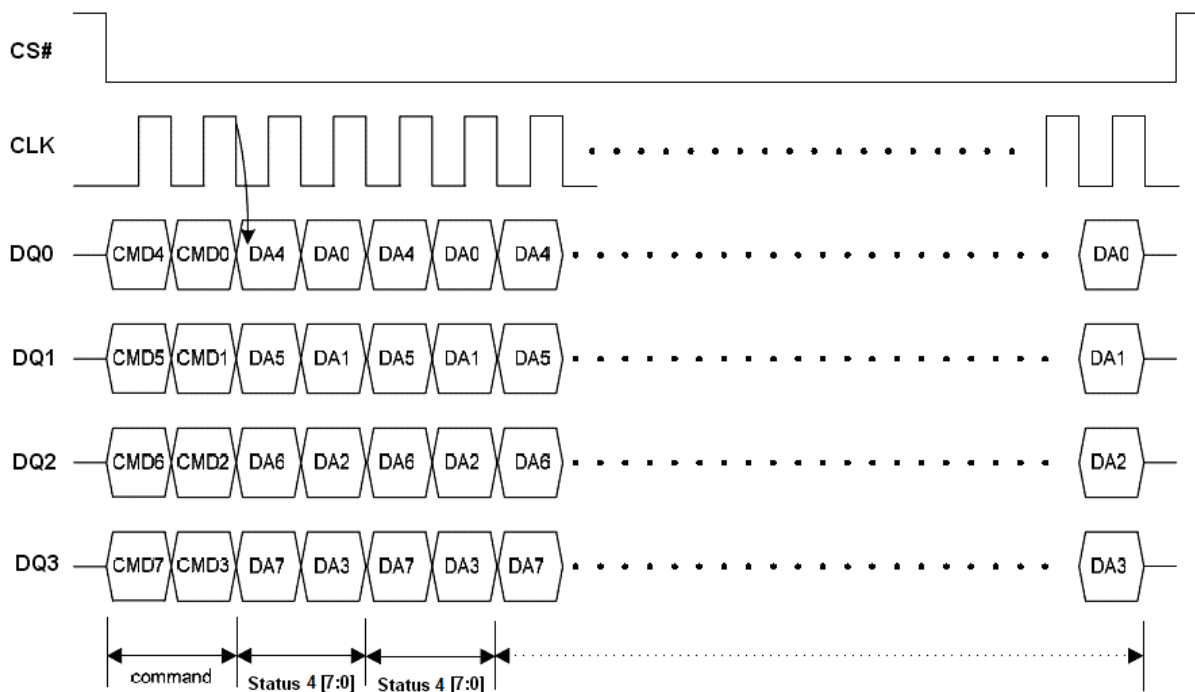 CS#
CLK
DQ0 CMD4 CMD0 DA4 DA0 DA4 DA0 DA4 DA0
DQ1 CMD5 CMD1 DA5 DA1 DA5 DA1 DA5 DA1
DQ2 CMD6 CMD2 DA6 DA2 DA6 DA2 DA6 DA2
DQ3 CMD7 CMD3 DA7 DA3 DA7 DA3 DA7 DA3
command Status 4 [7:0] Status 4 [7:0]